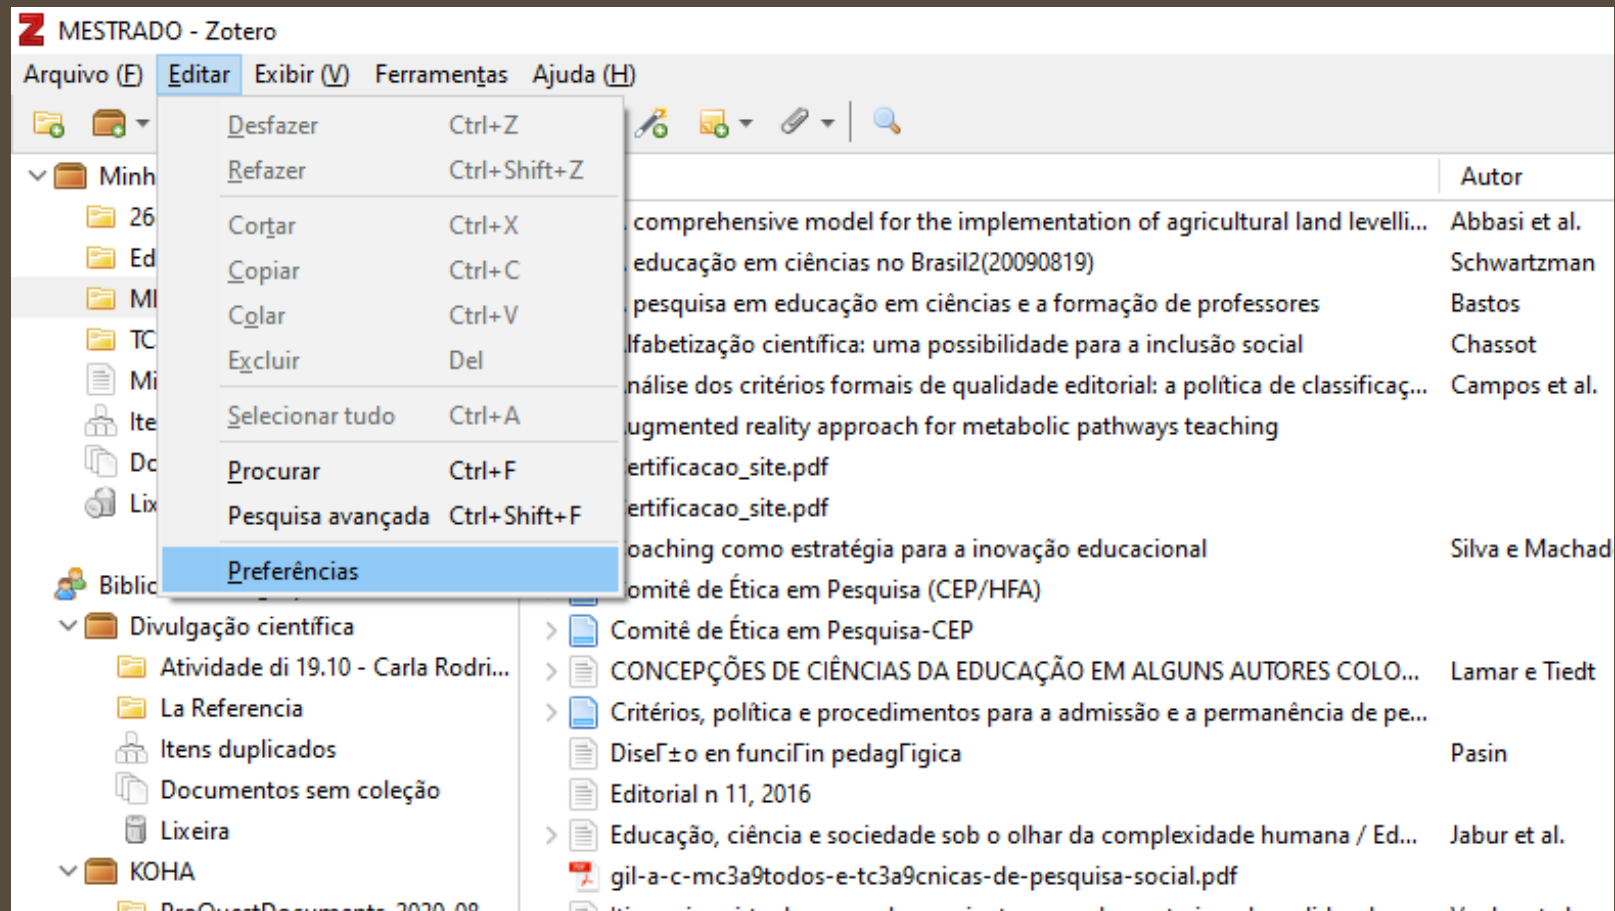 MESTRADO - Zotero
Arquivo (F) Editar Exibir (V) Ferramentas Ajuda (H)
Desfazer Ctrl+Z
Refazer Ctrl+Shift+Z
Cortar Ctrl+X
Copiar Ctrl+C
Colar Ctrl+V
Excluir Del
Selecionar tudo Ctrl+A
Procurar Ctrl+F
Pesquisa avançada Ctrl+Shift+F
Preferências
Minh
26
Ed
TC
Mi
Ite
Do
Lix
Biblio
Divulgação científica
Atividade di 19.10 - Carla Rodri...
La Referencia
Itens duplicados
Documentos sem coleção
Lixeira
KOHA
Autor
comprehensive model for the implementation of agricultural land levelli... Abbasi et al.
educação em ciências no Brasil2(20090819) Schwartzman
pesquisa em educação em ciências e a formação de professores Bastos
lfabetização científica: uma possibilidade para a inclusão social Chassot
nálise dos critérios formais de qualidade editorial: a política de classificaç... Campos et al.
ugmented reality approach for metabolic pathways teaching
ertificacao_site.pdf
ertificacao_site.pdf
oaching como estratégia para a inovação educacional Silva e Machad
omitê de Ética em Pesquisa (CEP/HFA)
Comitê de Ética em Pesquisa-CEP
CONCEPÇÕES DE CIÊNCIAS DA EDUCAÇÃO EM ALGUNS AUTORES COLO... Lamar e Tiedt
Critérios, política e procedimentos para a admissão e a permanência de pe...
DiseΓ±o en funciΓin pedagΓigica Pasin
Editorial n 11, 2016
Educação, ciência e sociedade sob o olhar da complexidade humana / Ed... Jabur et al.
gil-a-c-mc3a9todos-e-tc3a9cnicas-de-pesquisa-social.pdf